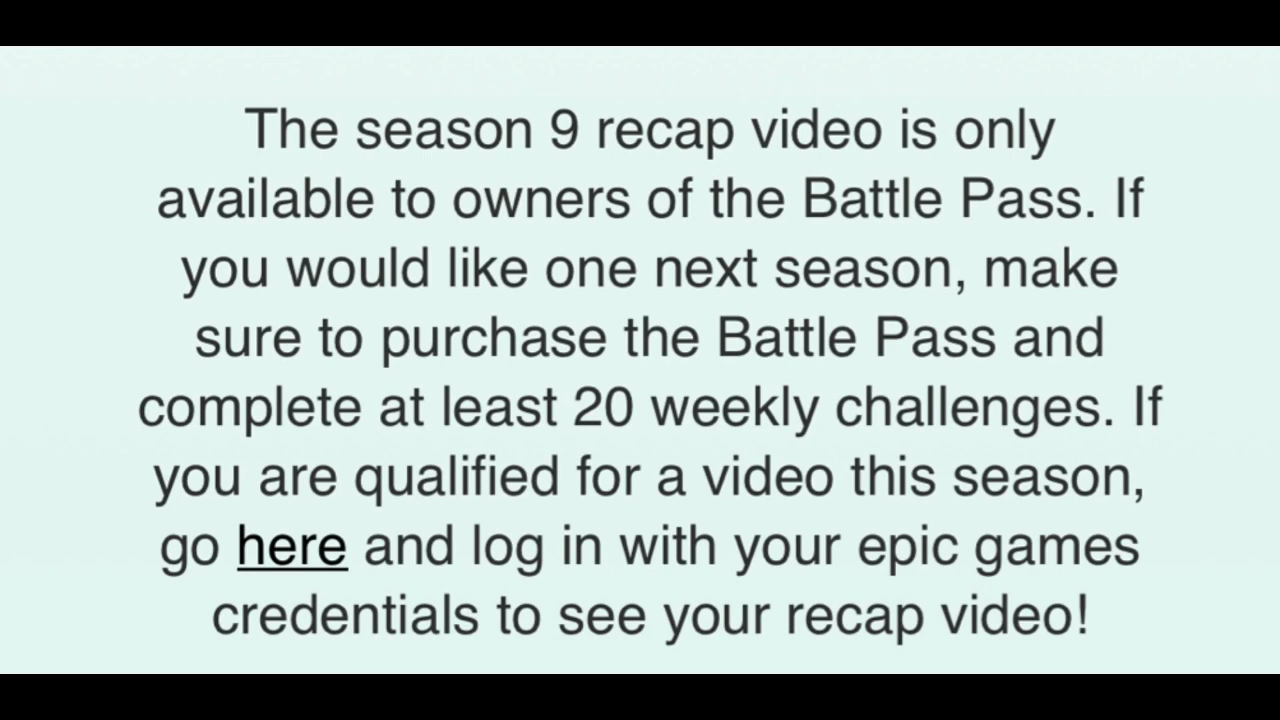 The season 9 recap video is only
available to owners of the Battle Pass. If
you would like one next season, make
sure to purchase the Battle Pass and
complete at least 20 weekly challenges. If
you are qualified for a video this season,
go here and log in with your epic games
credentials to see your recap video!